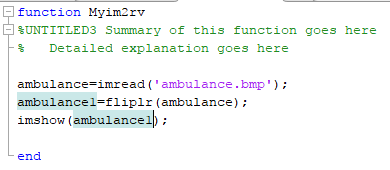 function Myim2rv
%UNTITLED3 Summary of this function goes here
%   Detailed explanation goes here
ambulance=imread('ambulance.bmp');
ambulance1=fliplr(ambulance);
imshow(ambulance1);
end